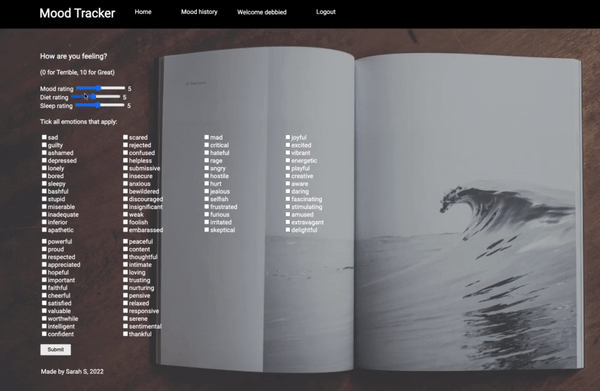 Mood Tracker
Home
Mood history
Welcome debbied
Logout
How are you feeling?
(0 for Terrible, 10 for Great)
Mood rating 5
Diet rating 5
Sleep rating 5
Tick all emotions that apply:
sad
guilty
ashamed
depressed
lonely
bored
sleepy
bashful
stupid
miserable
inadequate
inferior
apathetic
scared
rejected
confused
helpless
submissive
insecure
anxious
bewildered
discouraged
insignificant
weak
foolish
embarassed
mad
critical
hateful
rage
angry
hostile
hurt
jealous
selfish
frustrated
furious
irritated
skeptical
joyful
excited
vibrant
energetic
playful
creative
aware
daring
fascinating
stimulating
amused
extravagant
delightful
powerful
proud
respected
appreciated
hopeful
important
faithful
cheerful
satisfied
valuable
worthwhile
intelligent
confident
peaceful
content
thoughtful
intimate
loving
trusting
nurturing
pensive
relaxed
responsive
serene
sentimental
thankful
Submit
Made by Sarah S, 2022